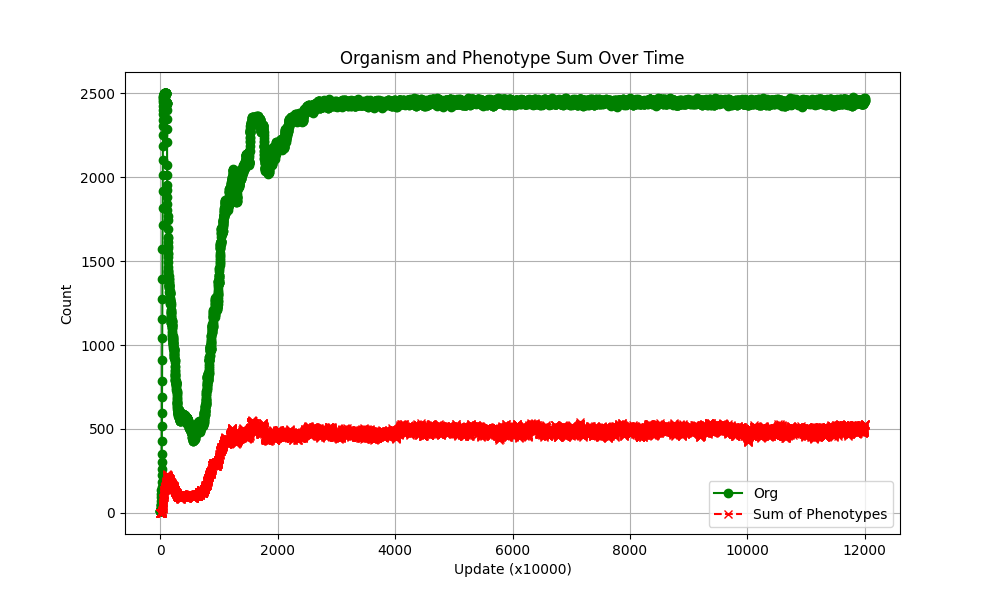 Organism and Phenotype Sum Over Time
Count
2500
2000
1500
1000
500
0
0 2000 4000 6000 8000 10000 12000
Update (x10000)
Org
Sum of Phenotypes